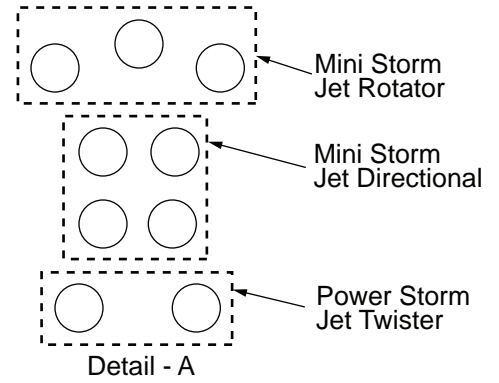 Mini Storm
Jet Rotator
Mini Storm
Jet Directional
Power Storm
Jet Twister
Detail - A